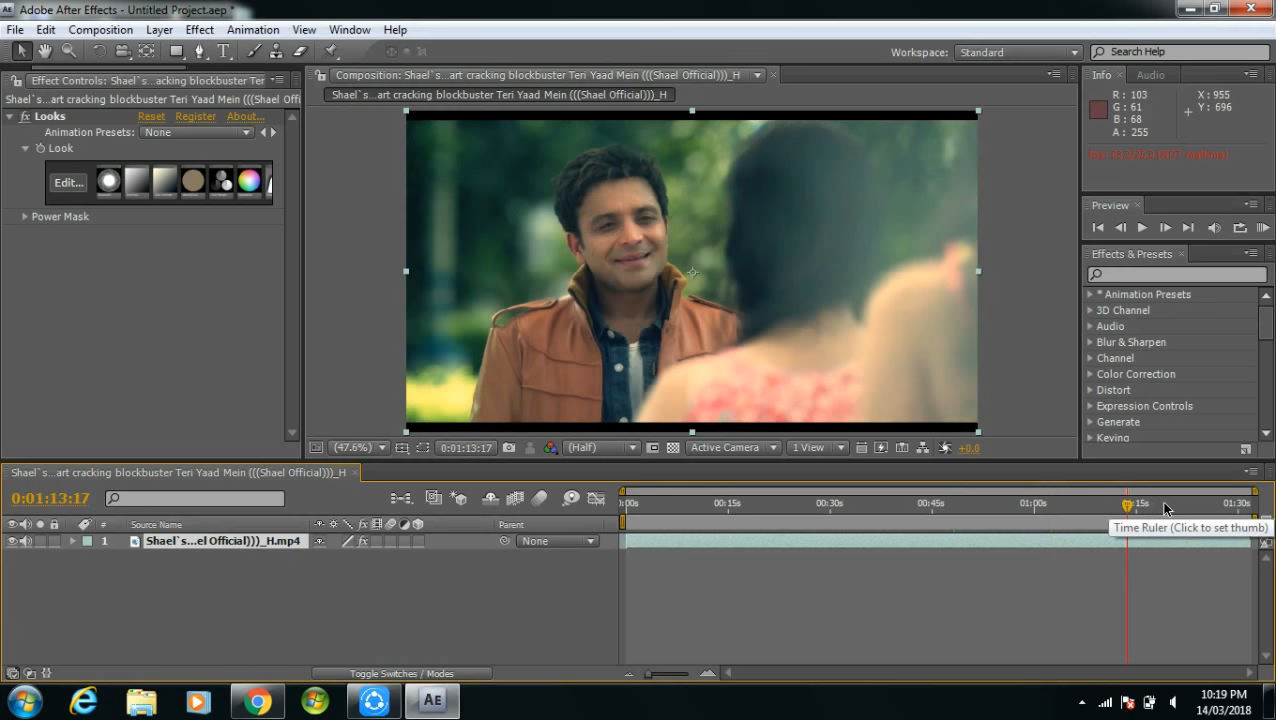 Adobe After Effects - Untitled Project.aep *
File Edit Composition Layer Effect Animation View Window Help
Workspace: Standard Search Help
Effect Controls: Shael`s...acking blockbuster Ter
Shael`s...art cracking blockbuster Teri Yaad Mein (((Shael Offi
fx Looks Register About...
Animation Presets: None
Look
Edit...
Power Mask
Composition: Shael`s...art cracking blockbuster Teri Yaad Mein (((Shael Official)))_H
Shael`s...art cracking blockbuster Teri Yaad Mein (((Shael Official)))_H
(47.6%) 0:01:13:17 (Half) Active Camera 1 View +0.0
Info Audio
R : 103
G : 61
B : 68
A : 255
X : 955
Y : 696
Preview
Effects & Presets
* Animation Presets
3D Channel
Audio
Blur & Sharpen
Channel
Color Correction
Distort
Expression Controls
Generate
Keying
Shael`s...art cracking blockbuster Teri Yaad Mein (((Shael Official)))_H
0:01:13:17
:00s 00:15s 00:30s 00:45s 01:00s 15s 01:30s
# Source Name Parent
1 Shael`s...el Official)))_H.mp4 None
Time Ruler (Click to set thumb)
Toggle Switches / Modes
AE
10:19 PM
14/03/2018